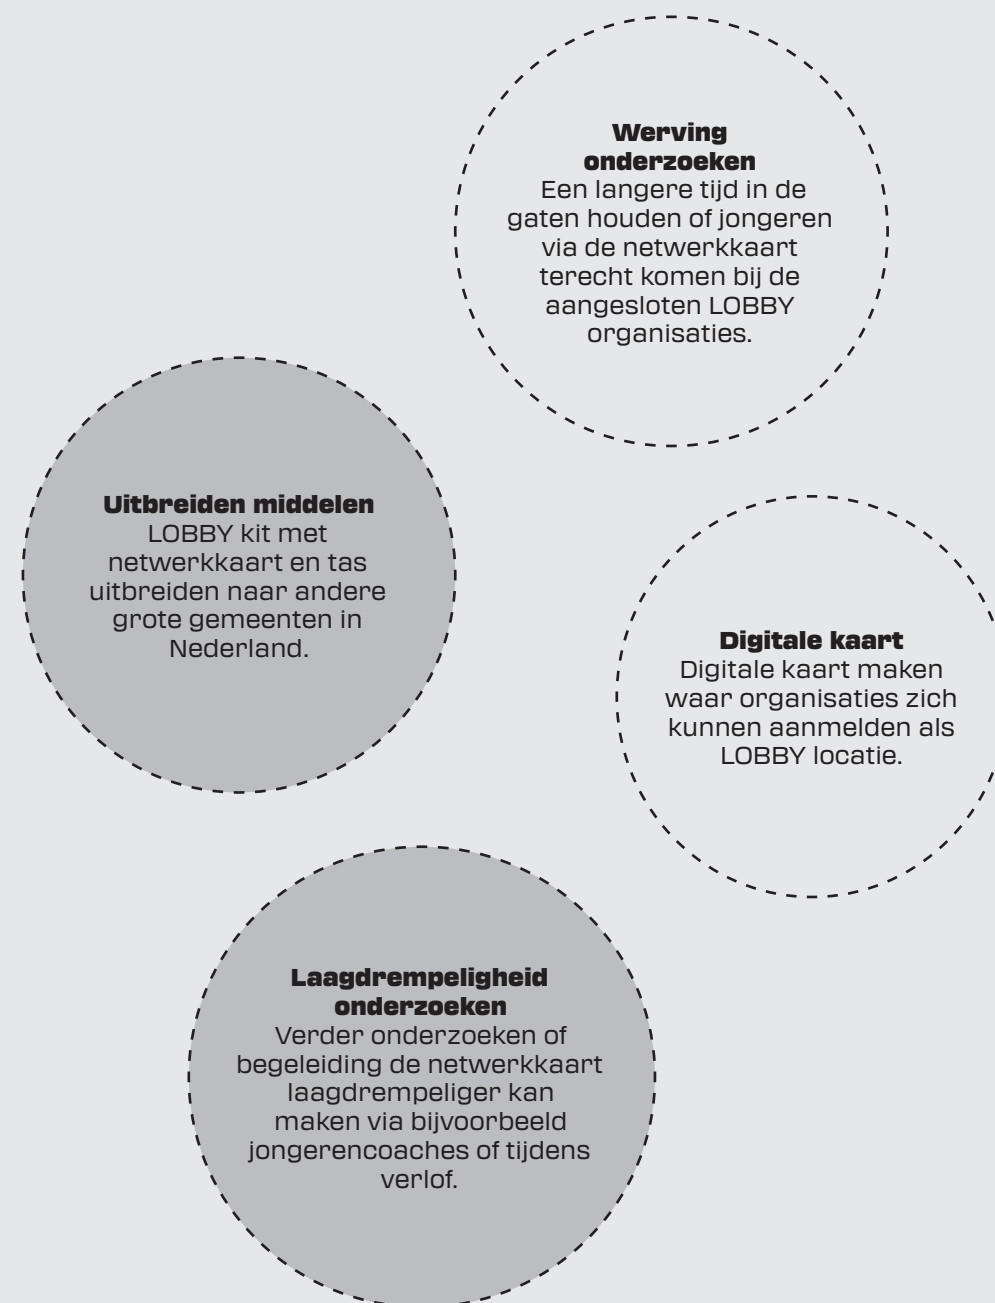 Werving
onderzoeken
Een langere tijd in de
gaten houden of jongeren
via de netwerkkaart
terecht komen bij de
aangesloten LOBBY
organisaties.
Uitbreiden middelen
LOBBY kit met
netwerkkaart en tas
uitbreiden naar andere
grote gemeenten in
Nederland.
Digitale kaart
Digitale kaart maken
waar organisaties zich
kunnen aanmelden als
LOBBY locatie.
Laagdrempeligheid
onderzoeken
Verder onderzoeken of
begeleiding de netwerkkaart
laagdrempeliger kan
maken via bijvoorbeeld
jongerencoaches of tijdens
verlof.